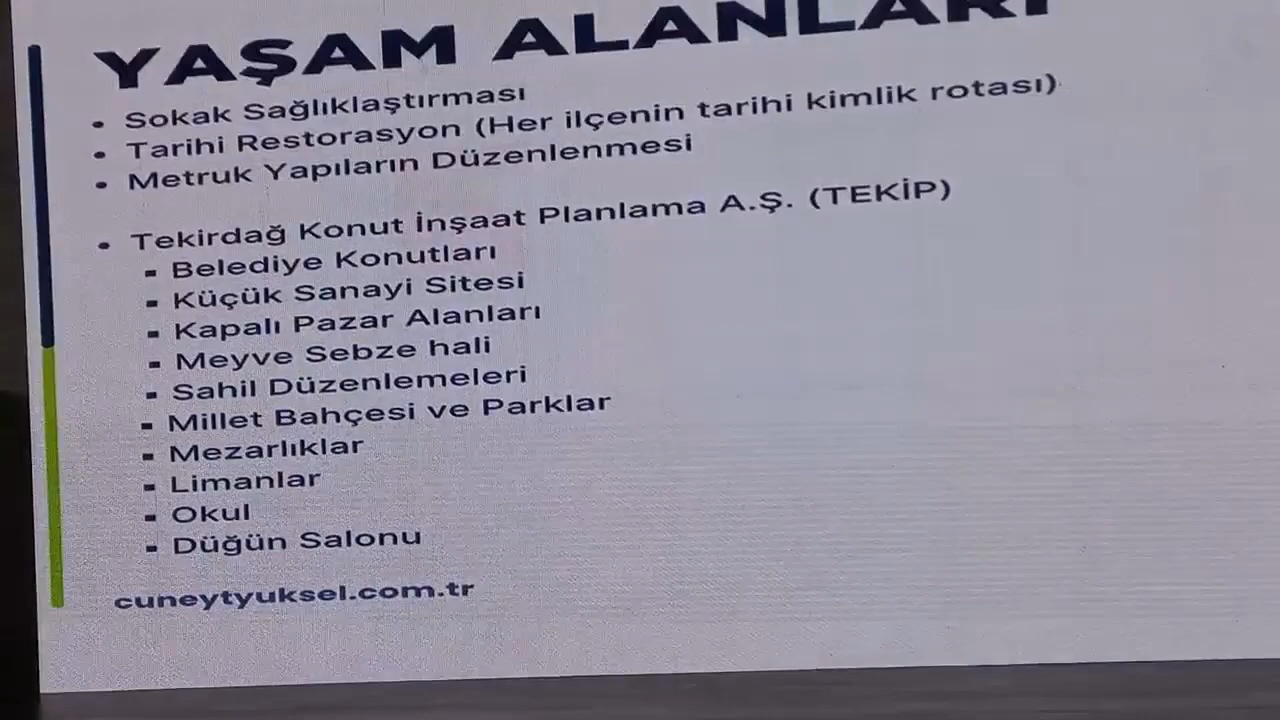 YAŞAM ALANLARI
• Sokak Sağlıklaştırması
• Tarihi Restorasyon (Her ilçenin tarihi kimlik rotası)
• Metruk Yapıların Düzenlenmesi
• Tekirdağ Konut İnşaat Planlama A.Ş. (TEKİP)
▪ Belediye Konutları
▪ Küçük Sanayi Sitesi
▪ Kapalı Pazar Alanları
▪ Meyve Sebze hali
▪ Sahil Düzenlemeleri
▪ Millet Bahçesi ve Parklar
▪ Mezarlıklar
▪ Limanlar
▪ Okul
▪ Düğün Salonu
cuneytyuksel.com.tr